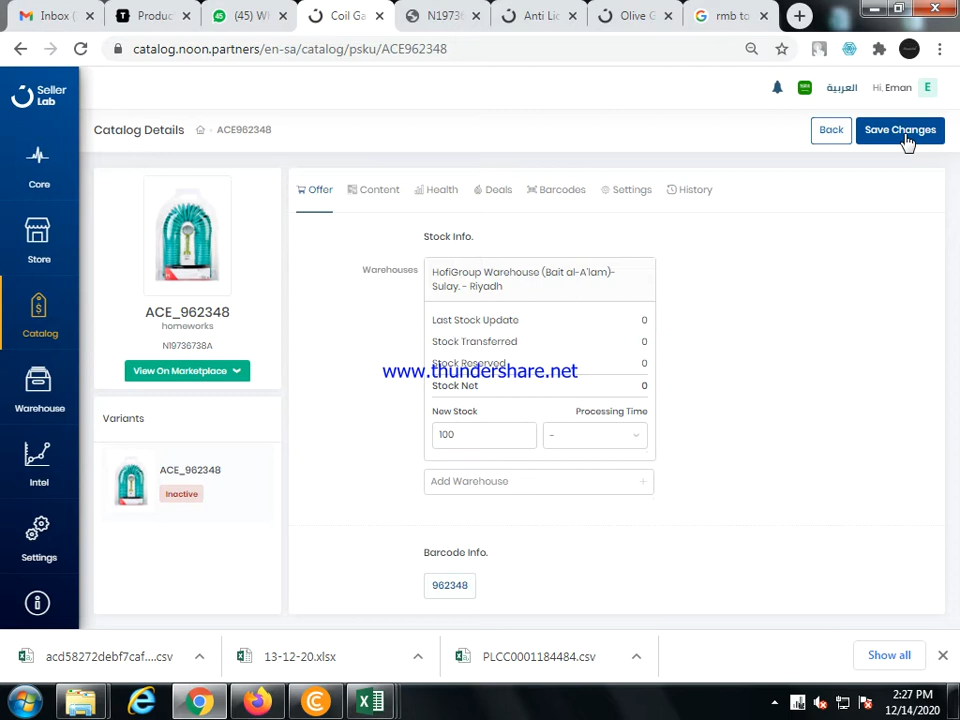 Inbox (
Produc
(45) W
Coil Ga
N1973
Anti Lic
Olive G
rmb to
catalog.noon.partners/en-sa/catalog/psku/ACE962348
Seller
Lab
العربية
Hi, Eman
E
Catalog Details
ACE962348
Back
Save Changes
Core
Store
Catalog
Warehouse
Intel
Settings
ACE_962348
homeworks
N19736738A
View On Marketplace
Variants
ACE_962348
Inactive
Offer
Content
Health
Deals
Barcodes
Settings
History
Stock Info.
Warehouses
HofiGroup Warehouse (Bait al-A'lam)-
Sulay. - Riyadh
Last Stock Update 0
Stock Transferred 0
Stock Reserved 0
www.thundershare.net
Stock Net 0
New Stock
Processing Time
100
-
Add Warehouse +
Barcode Info.
962348
acd58272debf7caf....csv
13-12-20.xlsx
PLCC0001184484.csv
Show all
2:27 PM
12/14/2020